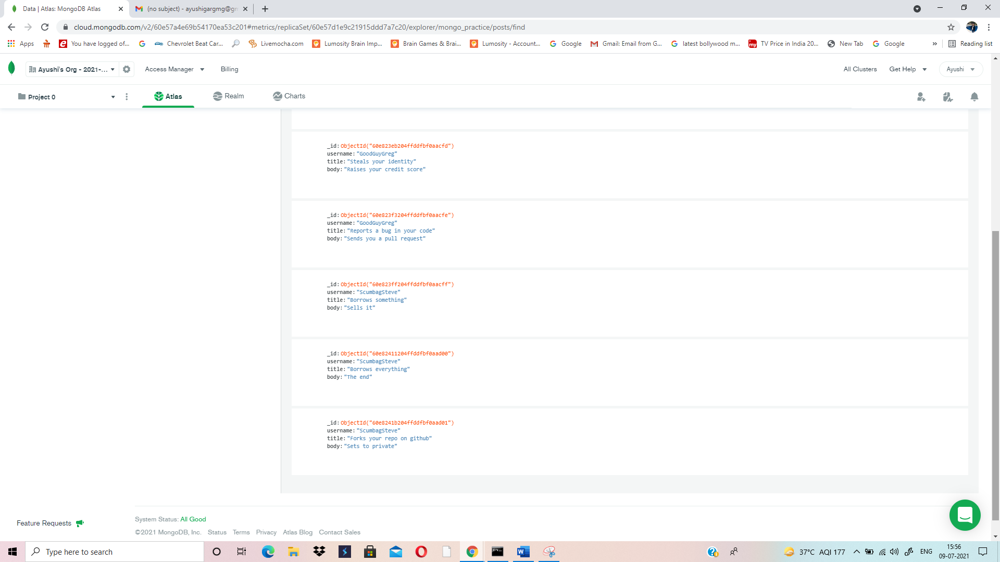 Data | Atlas: MongoDB Atlas
(no subject) - ayushigargmg@gm
cloud.mongodb.com/v2/60e57a4e69b54170ea53c201#metrics/replicaSet/60e57d1e9c21915ddd7a7c20/explorer/mongo_practice/posts/find
Apps You have logged of... Chevrolet Beat Car... Livemocha.com Lumosity Brain Imp... Brain Games & Brai... Lumosity - Account... Google Gmail: Email from G... latest bollywood m... my TV Price in India 20... New Tab Google » Reading list
Ayushi's Org - 2021-... Access Manager Billing All Clusters Get Help Ayushi
Project 0 Atlas Realm Charts
_id: ObjectId("60e823eb204ffddfbf0aacfd")
username: "GoodGuyGreg"
title: "Steals your identity"
body: "Raises your credit score"
_id: ObjectId("60e823f3204ffddfbf0aacfe")
username: "GoodGuyGreg"
title: "Reports a bug in your code"
body: "Sends you a pull request"
_id: ObjectId("60e823ff204ffddfbf0aacff")
username: "ScumbagSteve"
title: "Borrows something"
body: "Sells it"
_id: ObjectId("60e82411204ffddfbf0aad00")
username: "ScumbagSteve"
title: "Borrows everything"
body: "The end"
_id: ObjectId("60e8241b204ffddfbf0aad01")
username: "ScumbagSteve"
title: "Forks your repo on github"
body: "Sets to private"
Feature Requests
System Status: All Good
©2021 MongoDB, Inc. Status Terms Privacy Atlas Blog Contact Sales
Type here to search
37°C AQI 177 ENG
15:56
09-07-2021